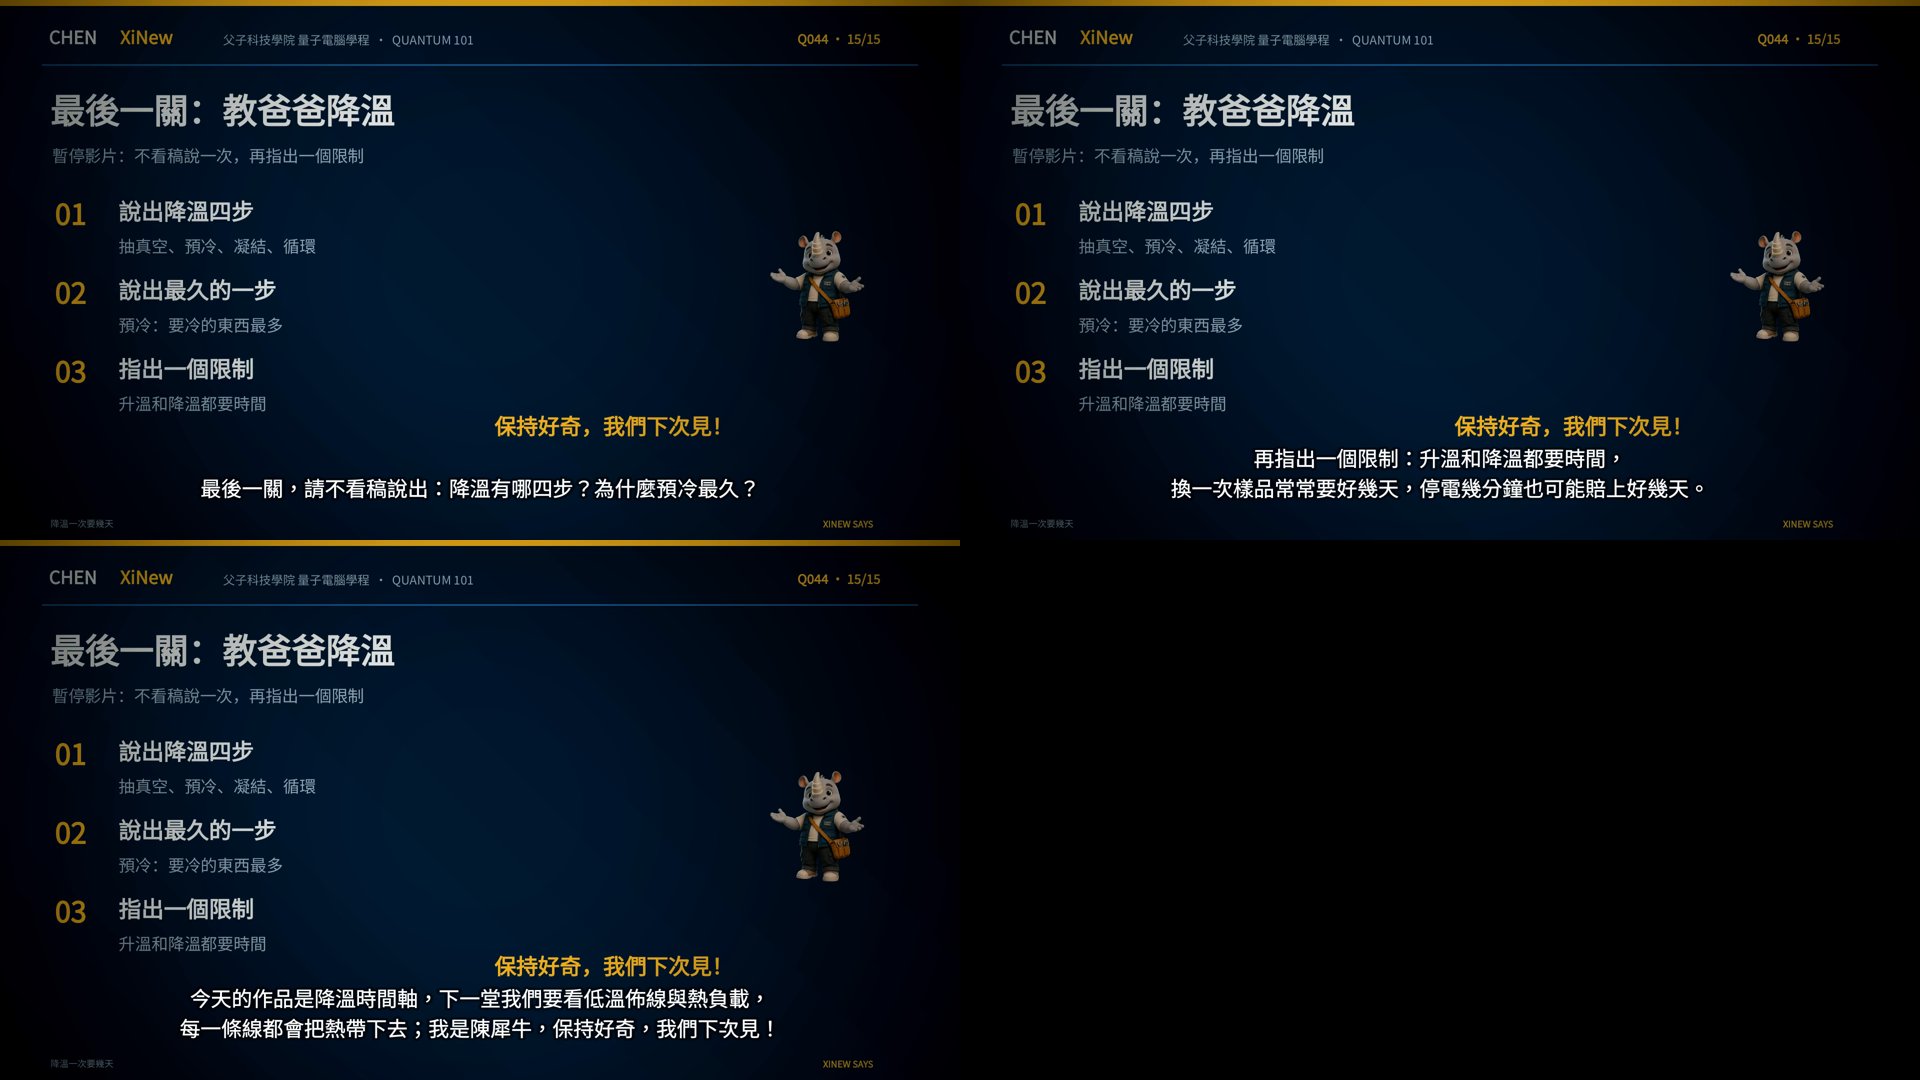 CHEN XiNew 父子科技學院 量子電腦學程 · QUANTUM 101 Q044 · 15/15
最後一關：教爸爸降溫
暫停影片：不看稿說一次，再指出一個限制
01 說出降溫四步
抽真空、預冷、凝結、循環
02 說出最久的一步
預冷：要冷的東西最多
03 指出一個限制
升溫和降溫都要時間
保持好奇，我們下次見！
最後一關，請不看稿說出：降溫有哪四步？為什麼預冷最久？
降溫一次要幾天 XINEW SAYS
CHEN XiNew 父子科技學院 量子電腦學程 · QUANTUM 101 Q044 · 15/15
最後一關：教爸爸降溫
暫停影片：不看稿說一次，再指出一個限制
01 說出降溫四步
抽真空、預冷、凝結、循環
02 說出最久的一步
預冷：要冷的東西最多
03 指出一個限制
升溫和降溫都要時間
保持好奇，我們下次見！
再指出一個限制：升溫和降溫都要時間，
換一次樣品常常要好幾天，停電幾分鐘也可能賠上好幾天。
降溫一次要幾天 XINEW SAYS
CHEN XiNew 父子科技學院 量子電腦學程 · QUANTUM 101 Q044 · 15/15
最後一關：教爸爸降溫
暫停影片：不看稿說一次，再指出一個限制
01 說出降溫四步
抽真空、預冷、凝結、循環
02 說出最久的一步
預冷：要冷的東西最多
03 指出一個限制
升溫和降溫都要時間
保持好奇，我們下次見！
今天的作品是降溫時間軸，下一堂我們要看低溫佈線與熱負載，
每一條線都會把熱帶下去；我是陳犀牛，保持好奇，我們下次見！
降溫一次要幾天 XINEW SAYS